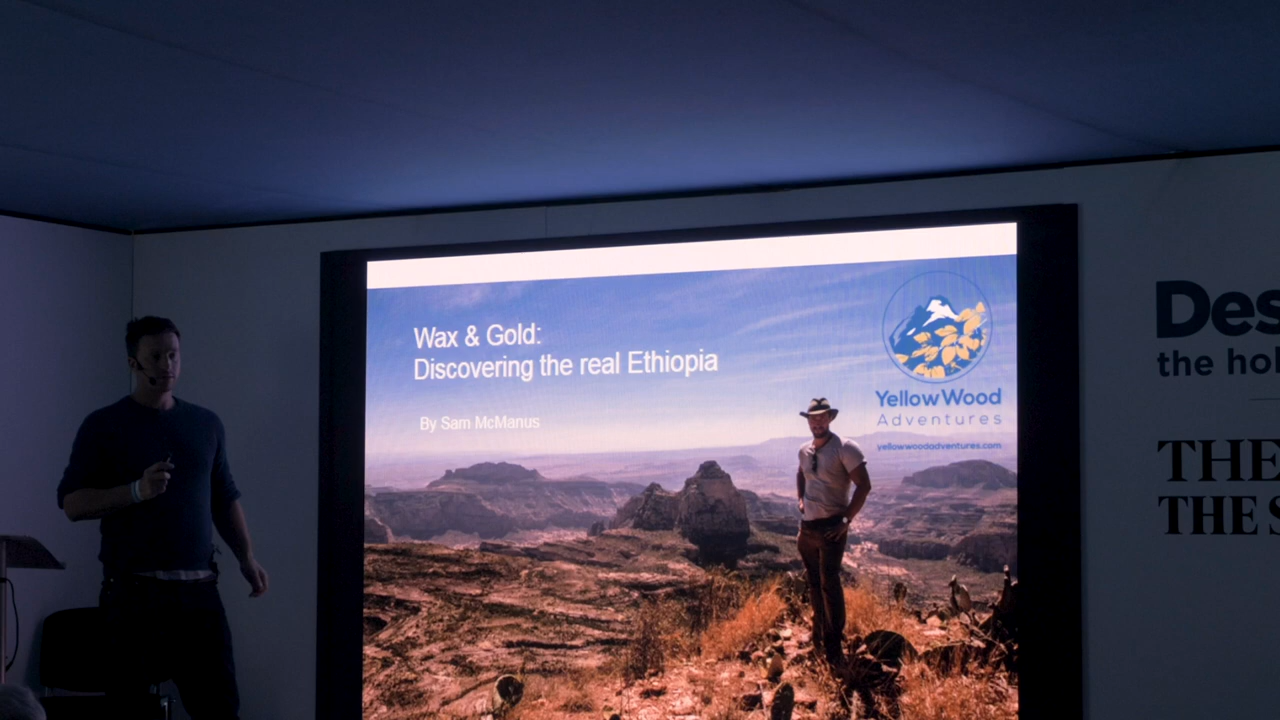 Wax & Gold:
Discovering the real Ethiopia
By Sam McManus
YellowWood
Adventures
yellowwoodadventures.com
Des
the hol
THE
THE S